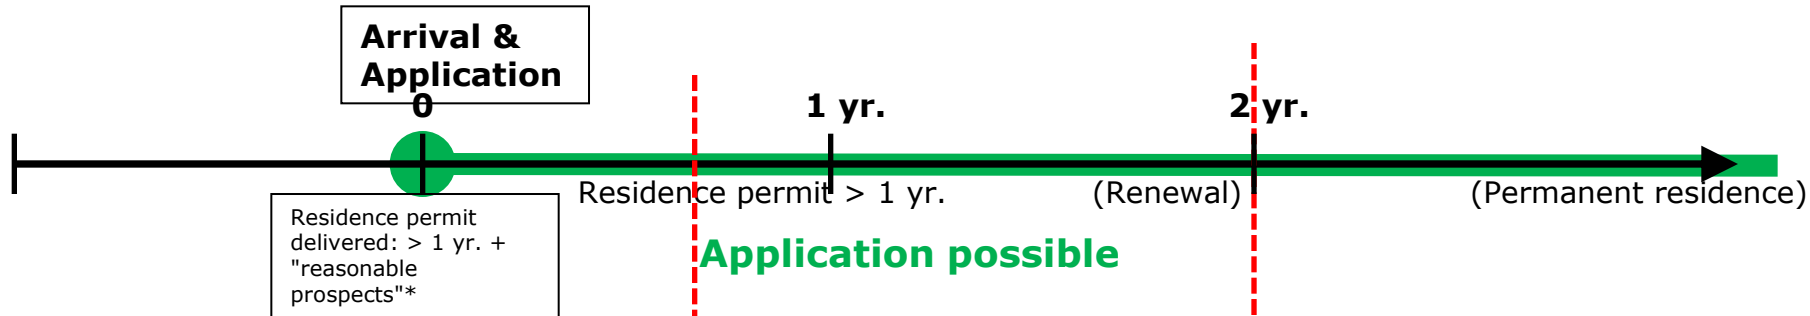 Arrival &
Application
0
1 yr.
2 yr.
Residence permit > 1 yr.
(Renewal)
(Permanent residence)
Residence permit
delivered: > 1 yr. +
"reasonable
prospects"*
Application possible